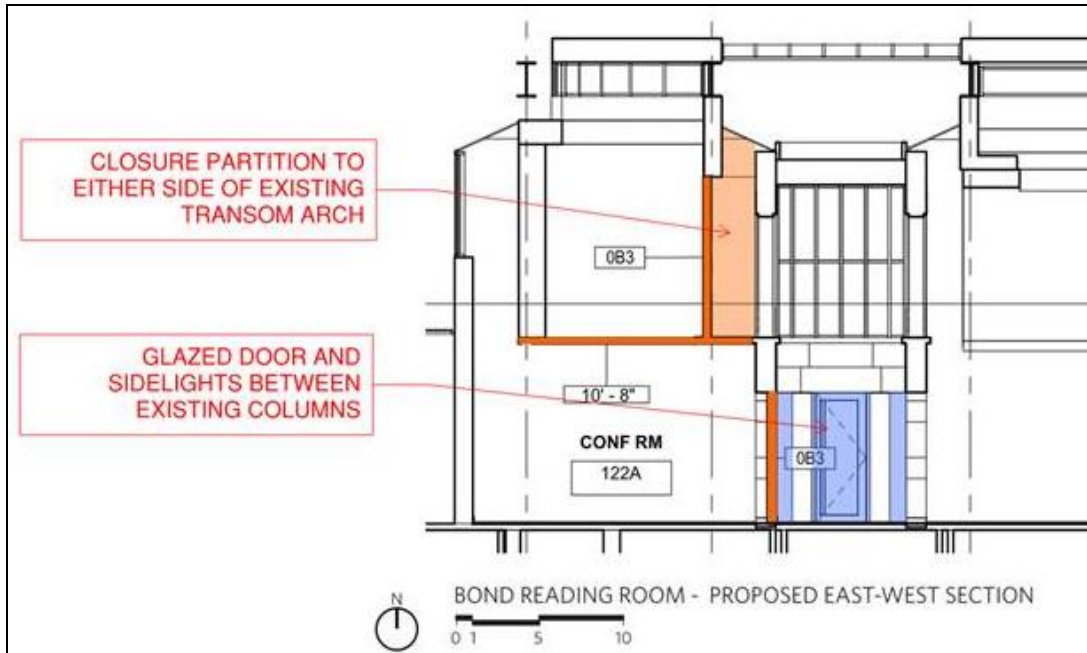 CLOSURE PARTITION TO
EITHER SIDE OF EXISTING
TRANSOM ARCH
0B3
GLAZED DOOR AND
SIDELIGHTS BETWEEN
EXISTING COLUMNS
10' - 8"
CONF RM
0B3
122A
N
BOND READING ROOM - PROPOSED EAST-WEST SECTION
0 1 5 10